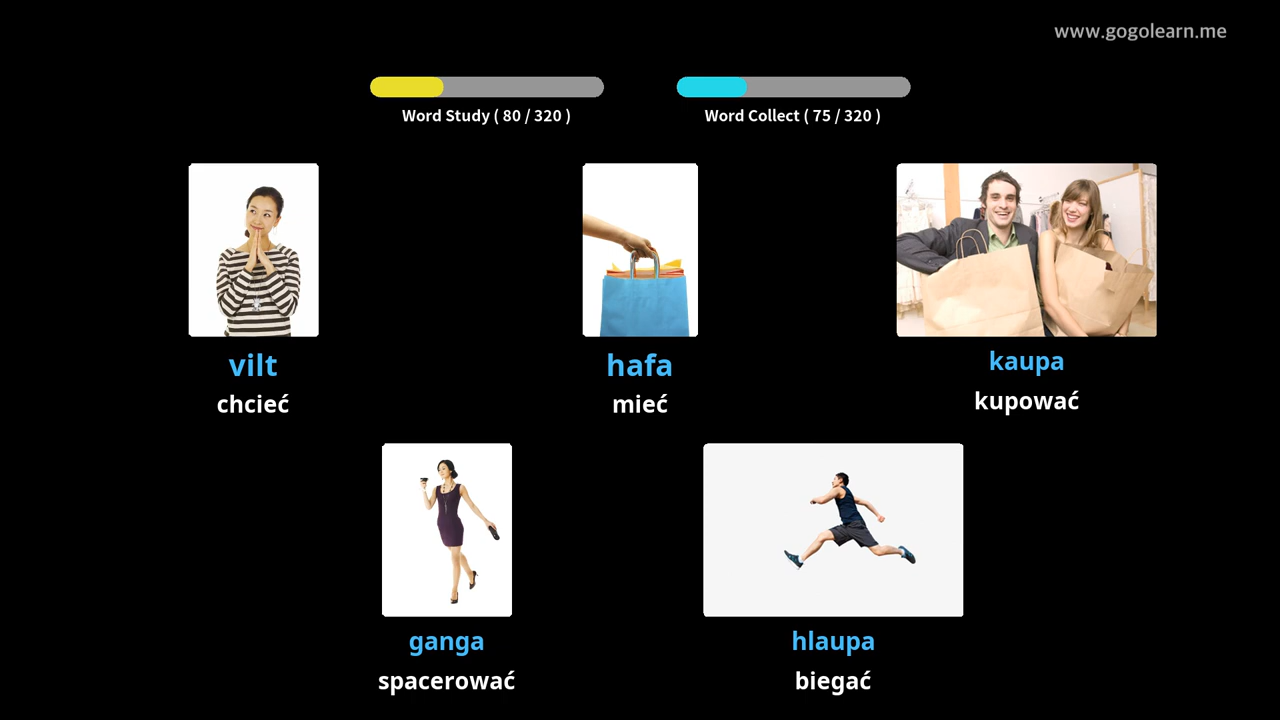 www.gogolearn.me
Word Study ( 80 / 320 )
Word Collect ( 75 / 320 )
vilt
chcieć
hafa
mieć
kaupa
kupować
ganga
spacerować
hlaupa
biegać